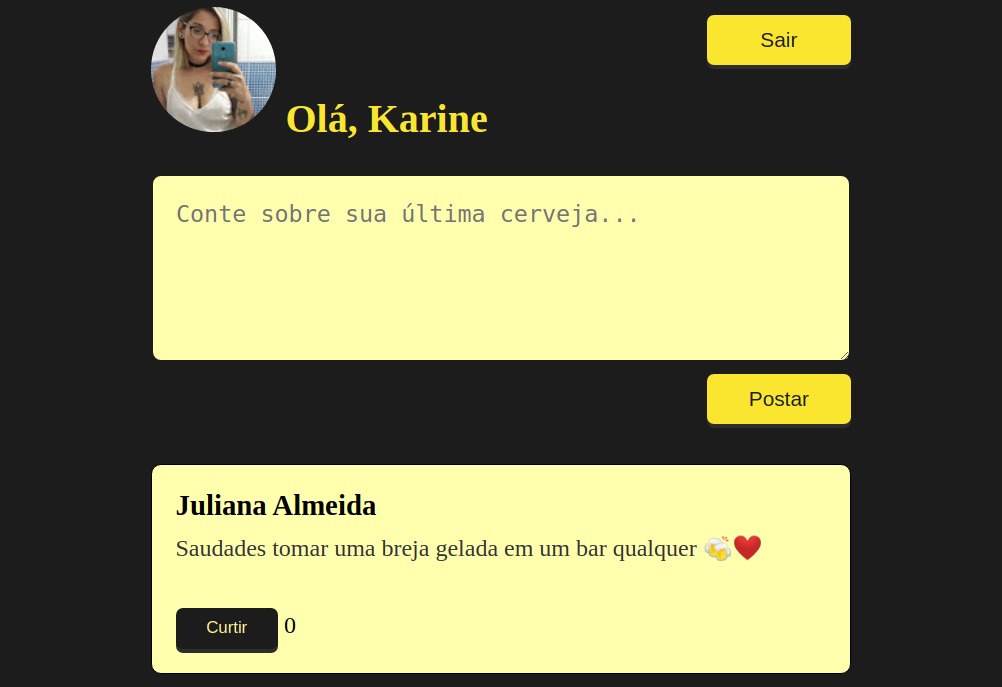 Sair
Olá, Karine
Conte sobre sua última cerveja...
Postar
Juliana Almeida
Saudades tomar uma breja gelada em um bar qualquer 🍻❤️
Curtir 0